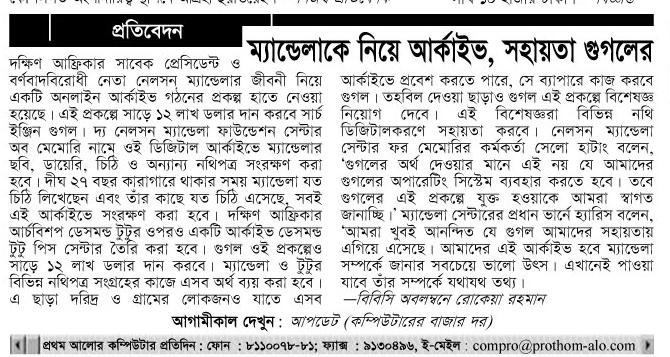 প্রতিবেদন
ম্যান্ডেলাকে নিয়ে আর্কাইভ, সহায়তা গুগলের
দক্ষিণ আফ্রিকার সাবেক প্রেসিডেন্ট ও
বর্ণবাদবিরোধী নেতা নেলসন ম্যান্ডেলার জীবনী নিয়ে
একটি অনলাইন আর্কাইভ গঠনের প্রকল্প হাতে নেওয়া
হয়েছে। এই প্রকল্পে সাড়ে ১২ লাখ ডলার দান করবে সার্চ
ইঞ্জিন গুগল। দ্য নেলসন ম্যান্ডেলা ফাউন্ডেশন সেন্টার
অব মেমোরি নামে ওই ডিজিটাল আর্কাইভে ম্যান্ডেলার
ছবি, ডায়েরি, চিঠি ও অন্যান্য নথিপত্র সংরক্ষণ করা
হবে। দীঘ ২৭ বছর কারাগারে থাকার সময় ম্যান্ডেলা যত
চিঠি লিখেছেন এবং তাঁর কাছে যত চিঠি এসেছে, সবই
এই আর্কাইভে সংরক্ষণ করা হবে। দক্ষিণ আফ্রিকার
আর্চবিশপ ডেসমন্ড টুটুর ওপরও একটি আর্কাইভ ডেসমন্ড
টুটু পিস সেন্টার তৈরি করা হবে। গুগল ওই প্রকল্পেও
সাড়ে ১২ লাখ ডলার দান করবে। ম্যান্ডেলা ও টুটুর
বিভিন্ন নথিপত্র সংগ্রহের কাজে এসব অর্থ ব্যয় করা হবে।
এ ছাড়া দরিদ্র ও গ্রামের লোকজনও যাতে এসব
আর্কাইভে প্রবেশ করতে পারে, সে ব্যাপারে কাজ করবে
গুগল। তহবিল দেওয়া ছাড়াও গুগল এই প্রকল্পে বিশেষজ্ঞ
নিয়োগ দেবে। এই বিশেষজ্ঞরা বিভিন্ন নথি
ডিজিটালকরণে সহায়তা করবে। নেলসন ম্যান্ডেলা
সেন্টার ফর মেমোরির কর্মকর্তা সেলো হাটাং বলেন,
‘গুগলের অর্থ দেওয়ার মানে এই নয় যে আমাদের
গুগলের অপারেটিং সিস্টেম ব্যবহার করতে হবে। তবে
গুগলের এই প্রকল্পে যুক্ত হওয়াকে আমরা স্বাগত
জানাচ্ছি।’ ম্যান্ডেলা সেন্টারের প্রধান ভার্নে হ্যারিস বলেন,
‘আমরা খুবই আনন্দিত যে গুগল আমাদের সহায়তায়
এগিয়ে এসেছে। আমাদের এই আর্কাইভ হবে ম্যান্ডেলা
সম্পর্কে জানার সবচেয়ে ভালো উৎস। এখানেই পাওয়া
যাবে তাঁর সম্পর্কে যথাযথ তথ্য।
—বিবিসি অবলম্বনে রোকেয়া রহমান
আগামীকাল দেখুন : আপডেট (কম্পিউটারের বাজার দর)
প্রথম আলোর কম্পিউটার প্রতিদিন : ফোন : ৮১১০০৭৮-৮১; ফ্যাক্স : ৯১৩০৪৯৬, ই-মেইল : compro@prothom-alo.com